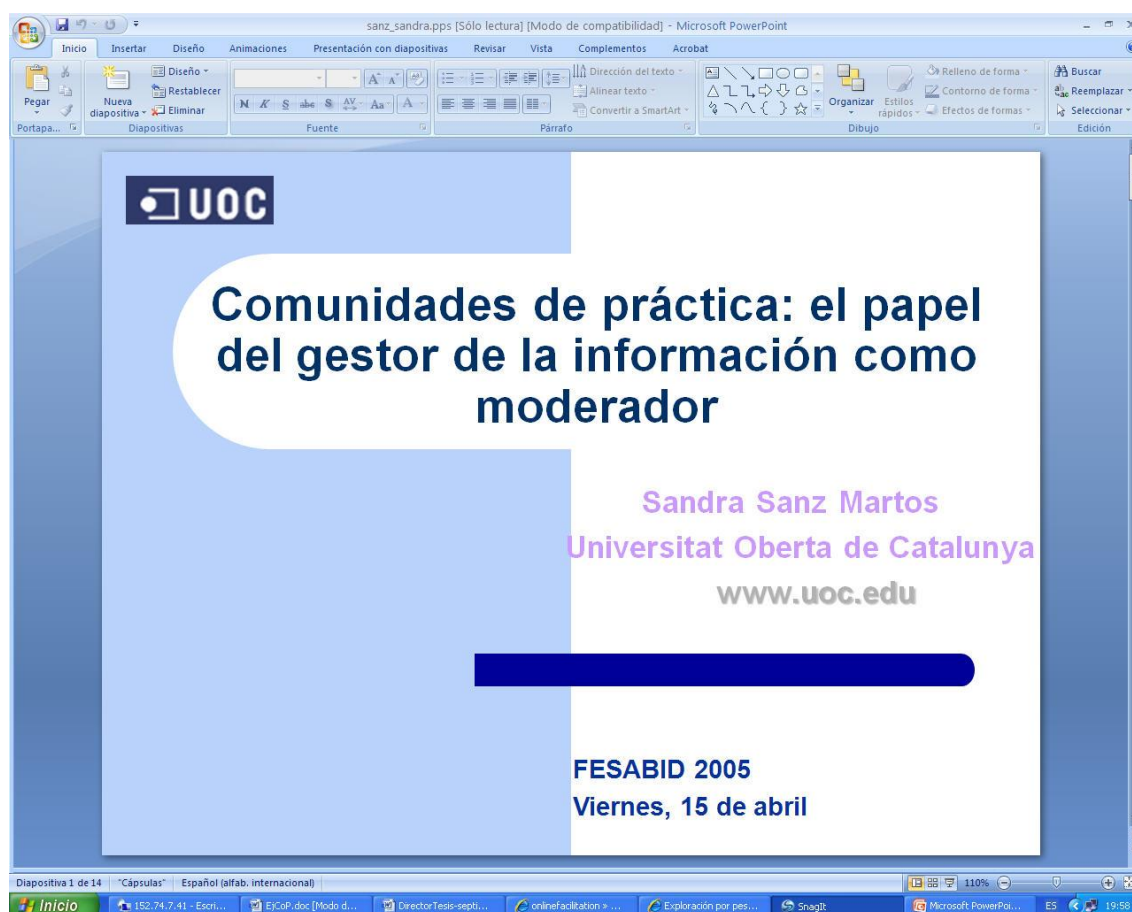 sanz_sandra.pps [Sólo lectura] [Modo de compatibilidad] - Microsoft PowerPoint
Inicio Insertar Diseño Animaciones Presentación con diapositivas Revisar Vista Complementos Acrobat
Pegar
Nueva diapositiva
Diseño
Restablecer
Eliminar
N K S abe S AV Aa A
Dirección del texto
Alinear texto
Convertir a SmartArt
Organizar
Estilos rápidos
Relleno de forma
Contorno de forma
Efectos de formas
Buscar
Reemplazar
Seleccionar
Portapa... Diapositivas Fuente Párrafo Dibujo Edición
UOC
Comunidades de práctica: el papel
del gestor de la información como
moderador
Sandra Sanz Martos
Universitat Oberta de Catalunya
www.uoc.edu
FESABID 2005
Viernes, 15 de abril
Diapositiva 1 de 14 "Cápsulas" Español (alfab. internacional) 110%
Inicio 152.74.7.41 - Escri... EjCoP.doc [Modo d... DirectorTesis-septi... onlinefacilitation » ... Exploración por pes... SnagIt Microsoft PowerPoi... ES 19:58